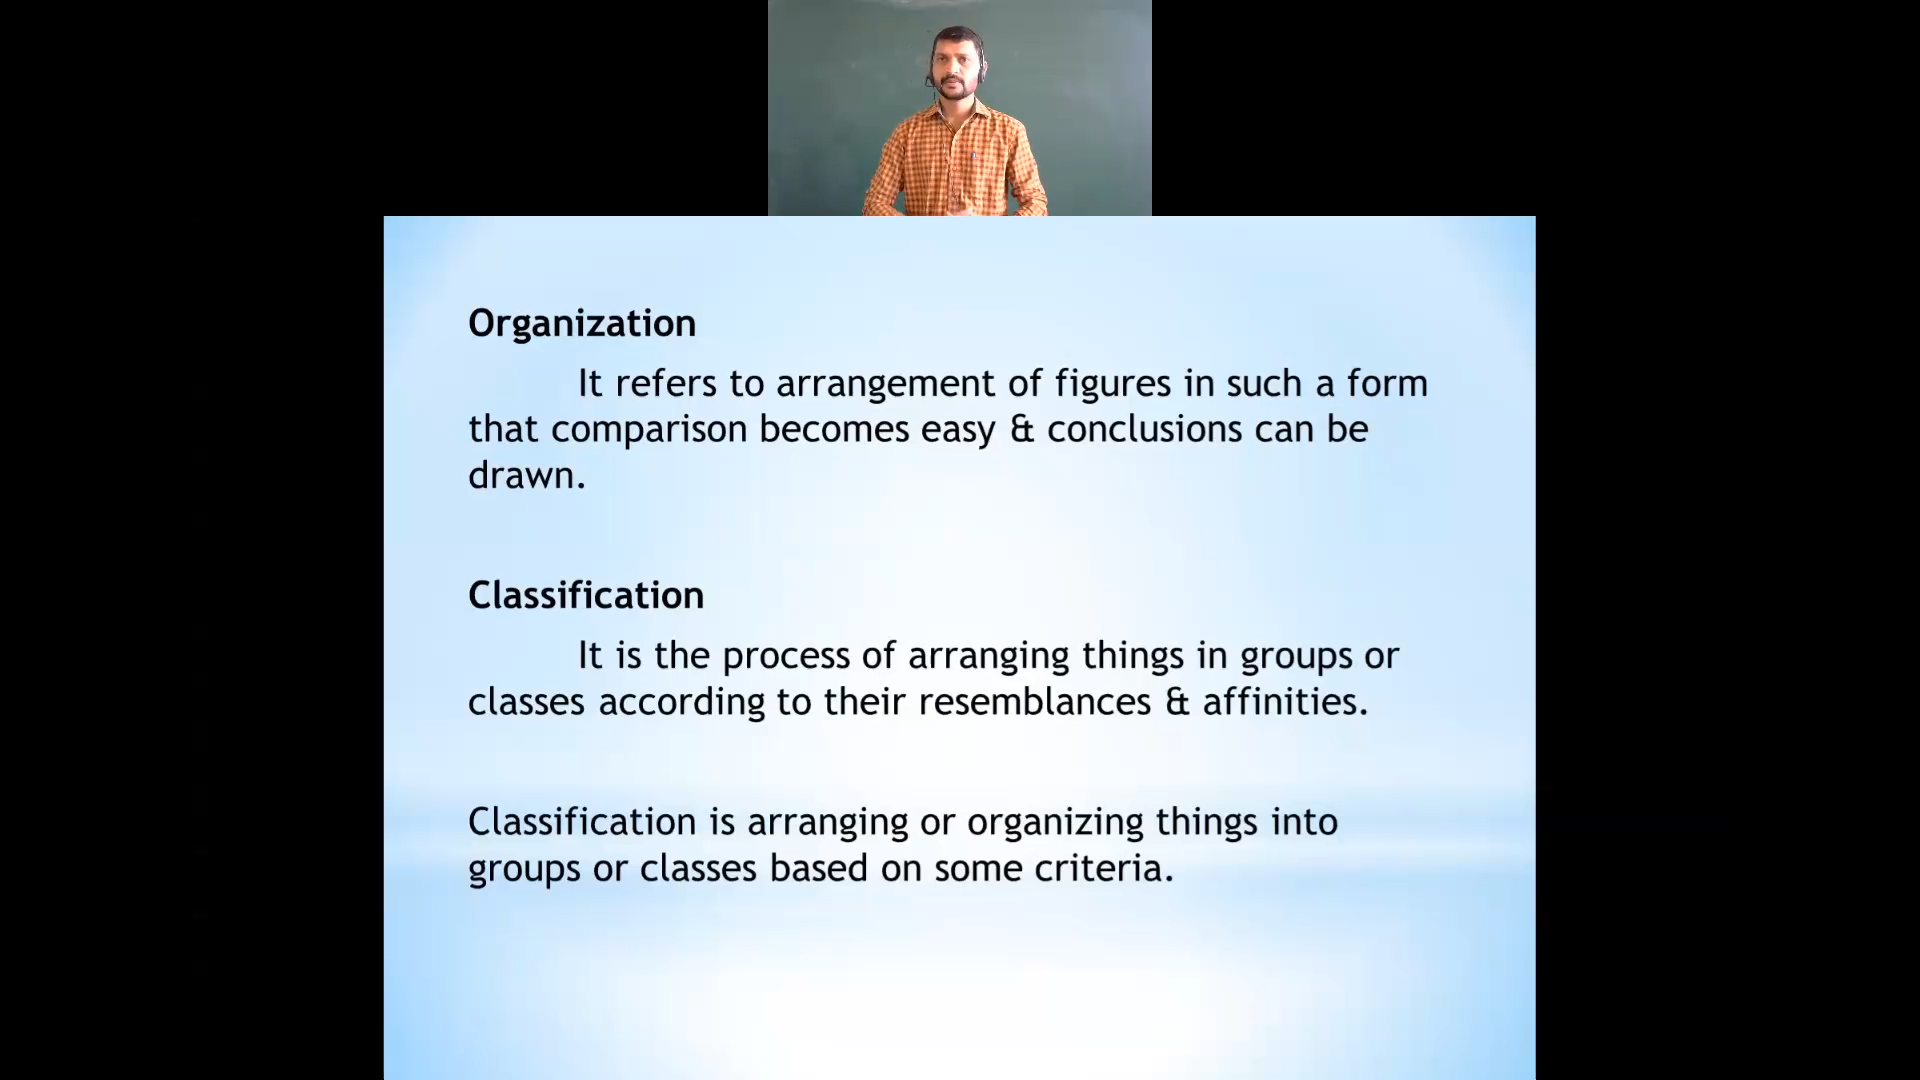 Organization
It refers to arrangement of figures in such a form
that comparison becomes easy & conclusions can be
drawn.
Classification
It is the process of arranging things in groups or
classes according to their resemblances & affinities.
Classification is arranging or organizing things into
groups or classes based on some criteria.